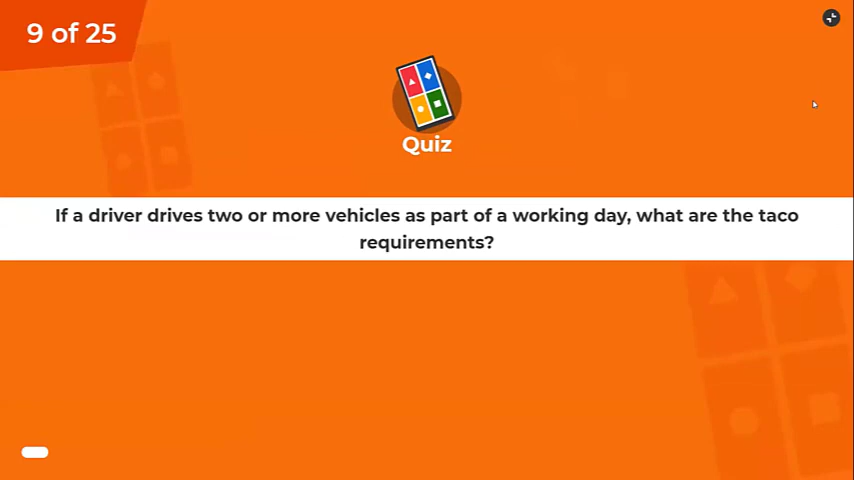 9 of 25
Quiz
If a driver drives two or more vehicles as part of a working day, what are the taco
requirements?